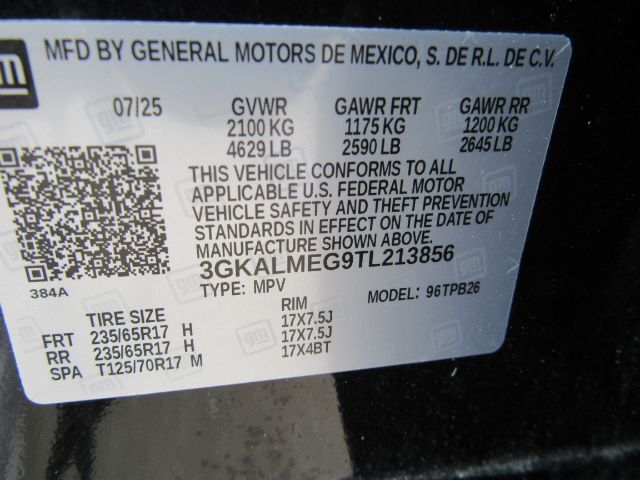 gm MFD BY GENERAL MOTORS DE MEXICO, S. DE R.L. DE C.V.
07/25 GVWR GAWR FRT GAWR RR
2100 KG 1175 KG 1200 KG
4629 LB 2590 LB 2645 LB
THIS VEHICLE CONFORMS TO ALL
APPLICABLE U.S. FEDERAL MOTOR
VEHICLE SAFETY AND THEFT PREVENTION
STANDARDS IN EFFECT ON THE DATE OF
MANUFACTURE SHOWN ABOVE.
3GKALMEG9TL213856
384A TYPE: MPV MODEL: 96TPB26
TIRE SIZE RIM
FRT 235/65R17 H 17X7.5J
RR 235/65R17 H 17X7.5J
SPA T125/70R17 M 17X4BT